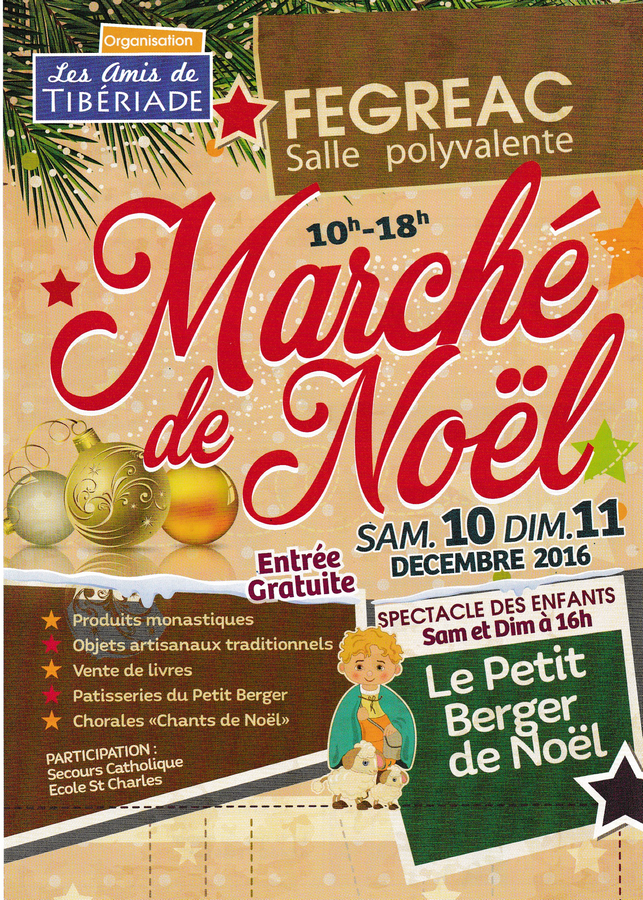 Organisation
Les Amis de
TIBÉRIADE
FEGREAC
Salle polyvalente
10h-18h
Marché
de Noël
SAM. 10 DIM. 11
DECEMBRE 2016
Entrée
Gratuite
Produits monastiques
Objets artisanaux traditionnels
Vente de livres
Patisseries du Petit Berger
Chorales «Chants de Noël»
PARTICIPATION :
Secours Catholique
Ecole St Charles
SPECTACLE DES ENFANTS
Sam et Dim à 16h
Le Petit
Berger
de Noël